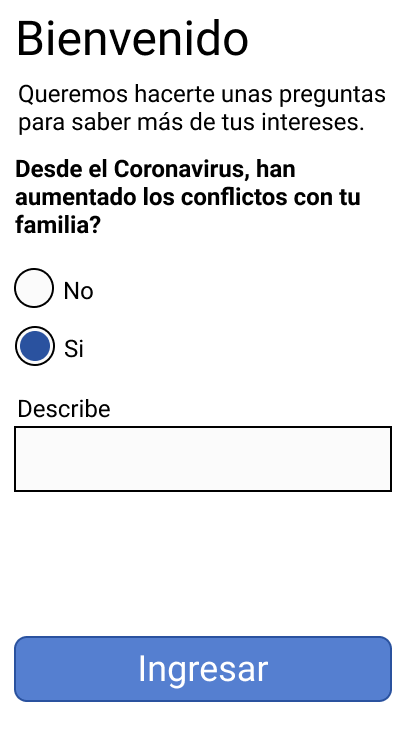 Bienvenido
Queremos hacerte unas preguntas
para saber más de tus intereses.
Desde el Coronavirus, han
aumentado los conflictos con tu
familia?
No
Si
Describe
Ingresar